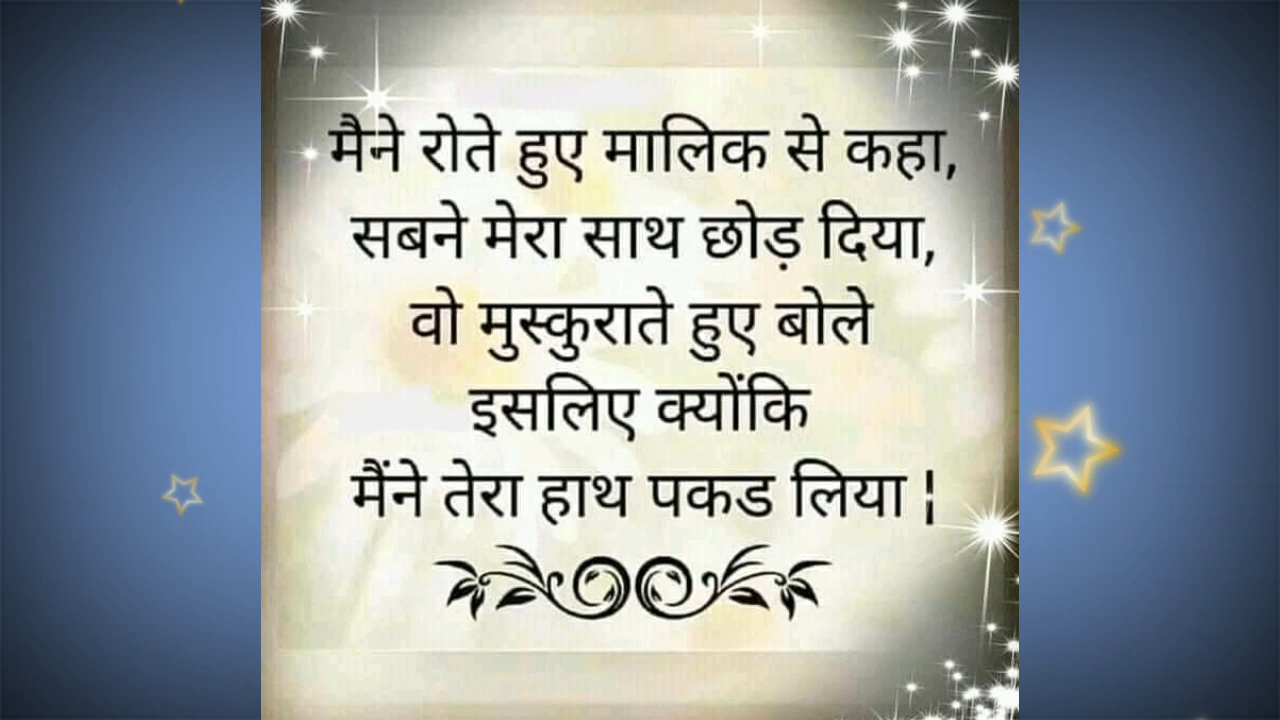 मैने रोते हुए मालिक से कहा,
सबने मेरा साथ छोड़ दिया,
वो मुस्कुराते हुए बोले
इसलिए क्योंकि
मैंने तेरा हाथ पकड लिया ¦